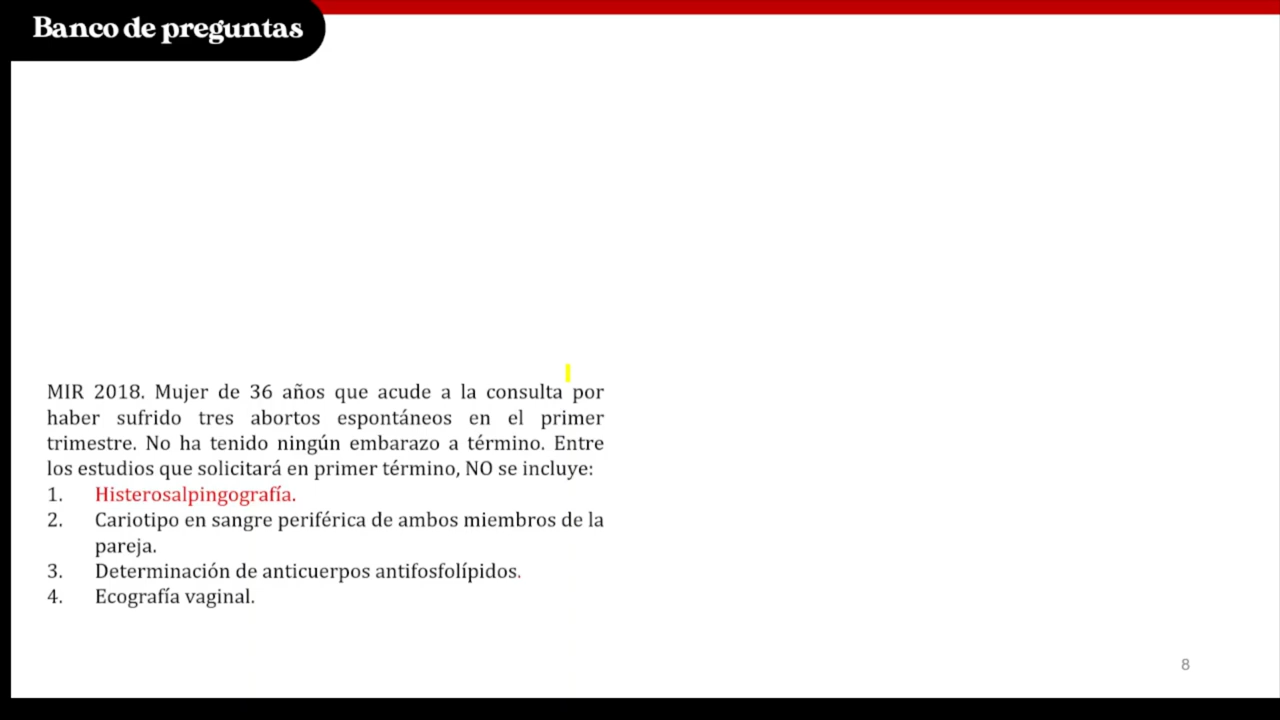 Banco de preguntas
MIR 2018. Mujer de 36 años que acude a la consulta por
haber sufrido tres abortos espontáneos en el primer
trimestre. No ha tenido ningún embarazo a término. Entre
los estudios que solicitará en primer término, NO se incluye:
1. Histerosalpingografía.
2. Cariotipo en sangre periférica de ambos miembros de la
pareja.
3. Determinación de anticuerpos antifosfolípidos.
4. Ecografía vaginal.
8